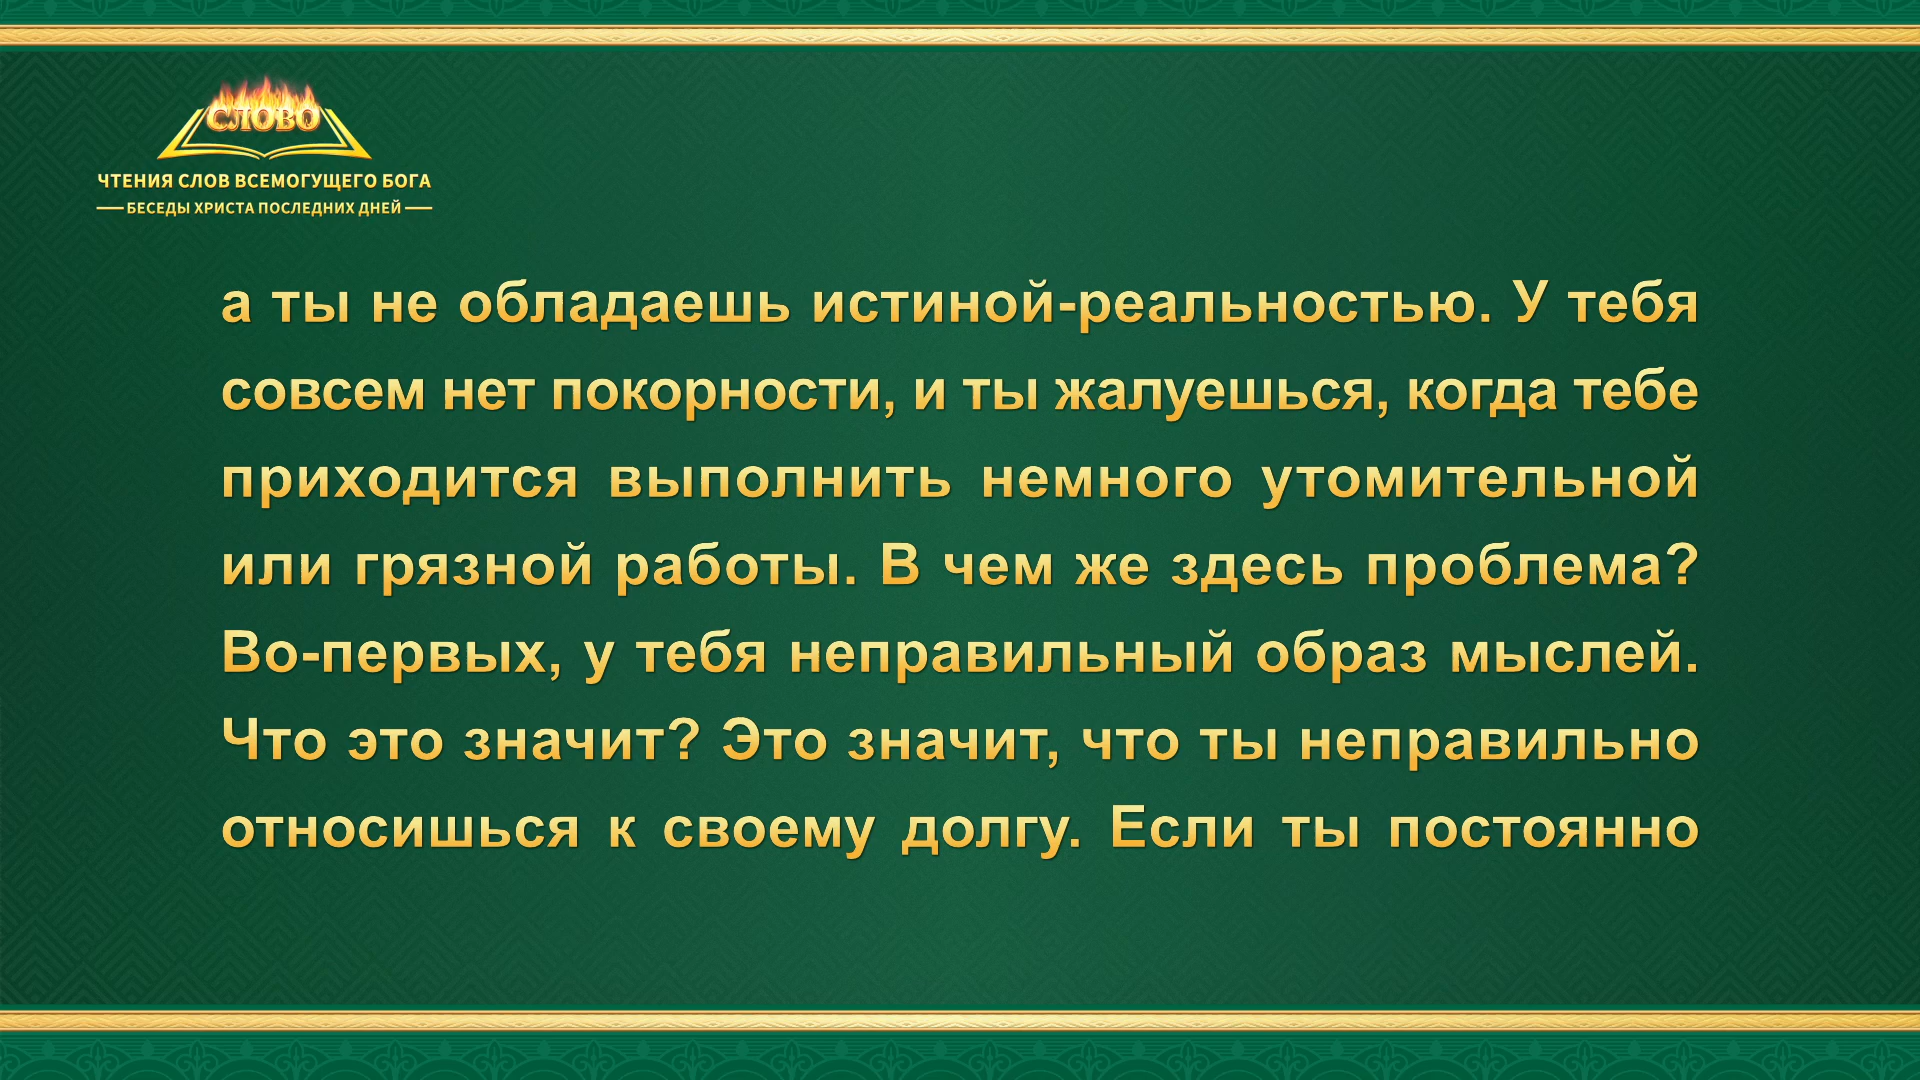 СЛОВО
ЧТЕНИЯ СЛОВ ВСЕМОГУЩЕГО БОГА
БЕСЕДЫ ХРИСТА ПОСЛЕДНИХ ДНЕЙ
а ты не обладаешь истиной-реальностью. У тебя
совсем нет покорности, и ты жалуешься, когда тебе
приходится выполнить немного утомительной
или грязной работы. В чем же здесь проблема?
Во-первых, у тебя неправильный образ мыслей.
Что это значит? Это значит, что ты неправильно
относишься к своему долгу. Если ты постоянно